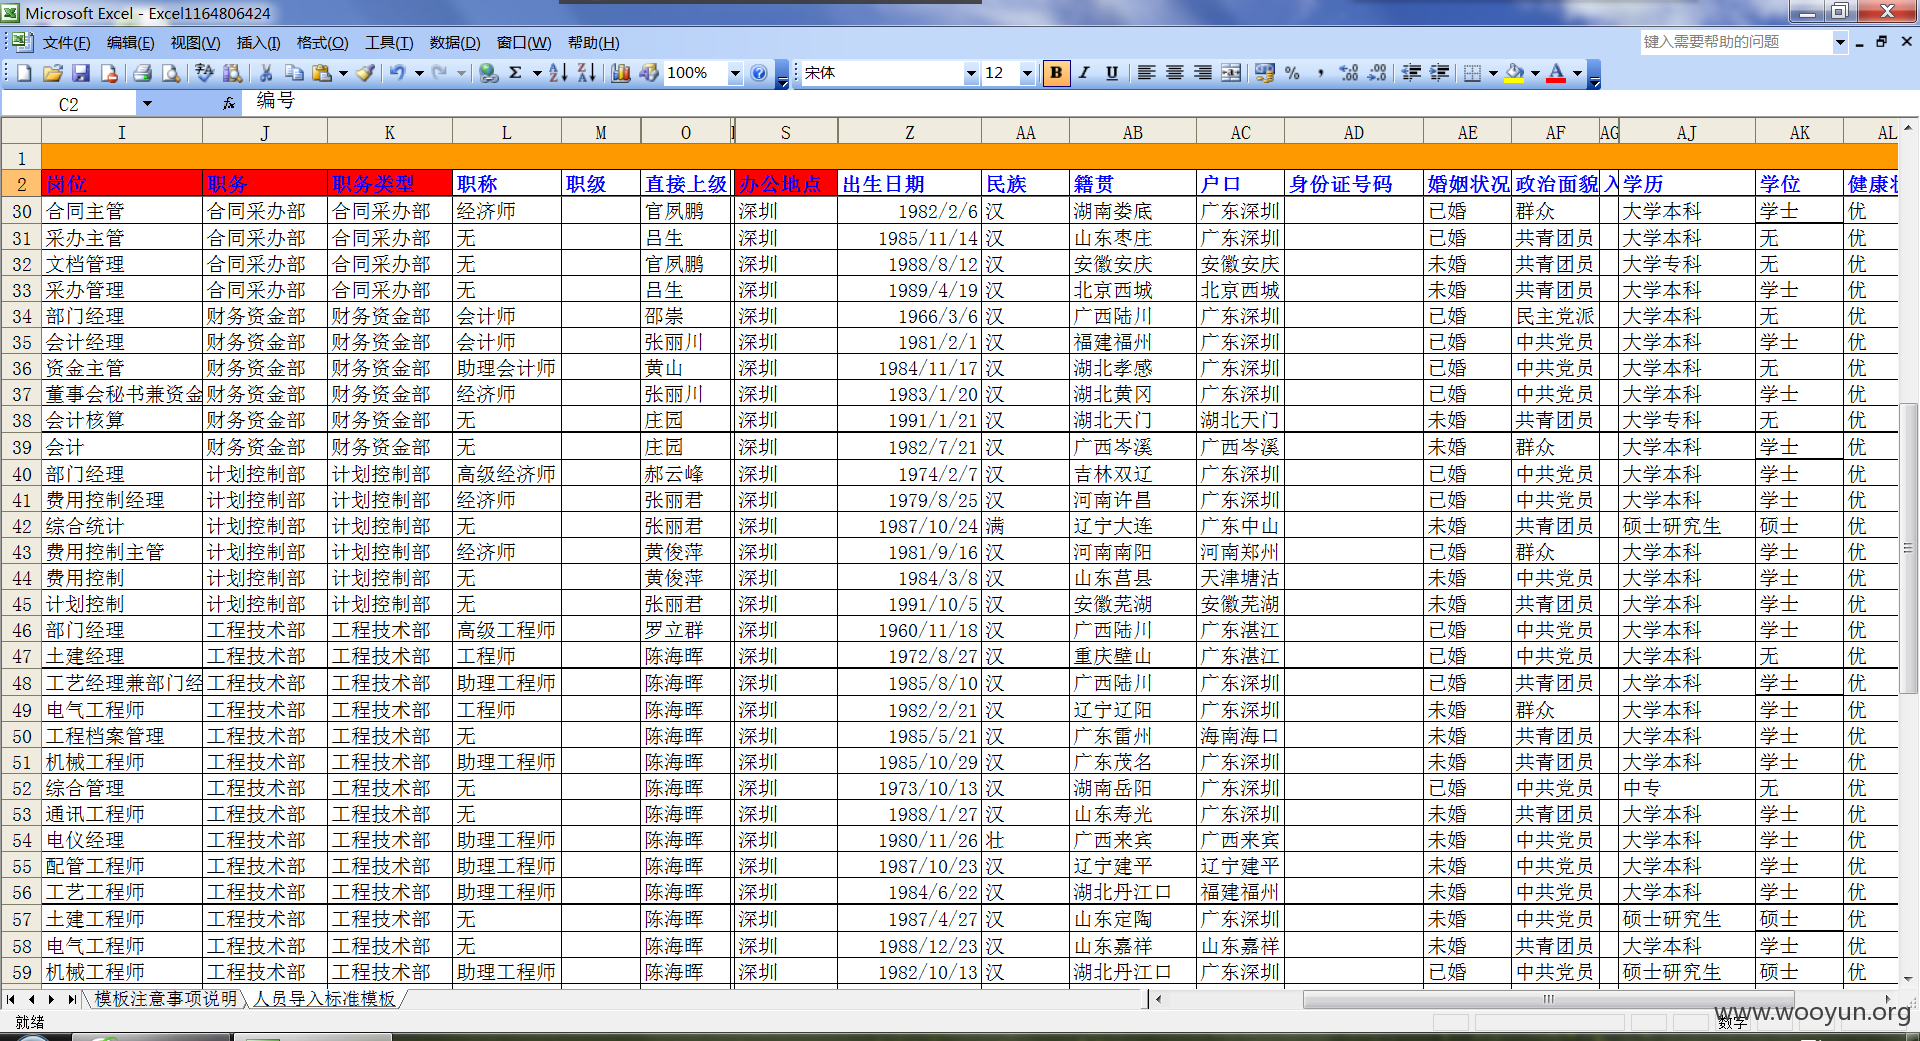 Microsoft Excel - Excel1164806424
文件(F) 编辑(E) 视图(V) 插入(I) 格式(O) 工具(T) 数据(D) 窗口(W) 帮助(H) 键入需要帮助的问题
100% 宋体 12 B I U
C2 fx 编号
I J K L M O S Z AA AB AC AD AE AF AG AJ AK AL
1
2 岗位 职务 职务类型 职称 职级 直接上级 办公地点 出生日期 民族 籍贯 户口 身份证号码 婚姻状况 政治面貌 入 学历 学位 健康状
30 合同主管 合同采办部 合同采办部 经济师 官夙鹏 深圳 1982/2/6 汉 湖南娄底 广东深圳 已婚 群众 大学本科 学士 优
31 采办主管 合同采办部 合同采办部 无 吕生 深圳 1985/11/14 汉 山东枣庄 广东深圳 已婚 共青团员 大学本科 无 优
32 文档管理 合同采办部 合同采办部 无 官夙鹏 深圳 1988/8/12 汉 安徽安庆 安徽安庆 未婚 共青团员 大学专科 无 优
33 采办管理 合同采办部 合同采办部 无 吕生 深圳 1989/4/19 汉 北京西城 北京西城 未婚 共青团员 大学本科 学士 优
34 部门经理 财务资金部 财务资金部 会计师 邵崇 深圳 1966/3/6 汉 广西陆川 广东深圳 已婚 民主党派 大学本科 无 优
35 会计经理 财务资金部 财务资金部 会计师 张丽川 深圳 1981/2/1 汉 福建福州 广东深圳 已婚 中共党员 大学本科 学士 优
36 资金主管 财务资金部 财务资金部 助理会计师 黄山 深圳 1984/11/17 汉 湖北孝感 广东深圳 已婚 中共党员 大学本科 无 优
37 董事会秘书兼资金 财务资金部 财务资金部 经济师 张丽川 深圳 1983/1/20 汉 湖北黄冈 广东深圳 已婚 中共党员 大学本科 学士 优
38 会计核算 财务资金部 财务资金部 无 庄园 深圳 1991/1/21 汉 湖北天门 湖北天门 未婚 共青团员 大学专科 无 优
39 会计 财务资金部 财务资金部 无 庄园 深圳 1982/7/21 汉 广西岑溪 广西岑溪 未婚 群众 大学本科 学士 优
40 部门经理 计划控制部 计划控制部 高级经济师 郝云峰 深圳 1974/2/7 汉 吉林双辽 广东深圳 已婚 中共党员 大学本科 学士 优
41 费用控制经理 计划控制部 计划控制部 经济师 张丽君 深圳 1979/8/25 汉 河南许昌 广东深圳 已婚 中共党员 大学本科 学士 优
42 综合统计 计划控制部 计划控制部 无 张丽君 深圳 1987/10/24 满 辽宁大连 广东中山 未婚 共青团员 硕士研究生 硕士 优
43 费用控制主管 计划控制部 计划控制部 经济师 黄俊萍 深圳 1981/9/16 汉 河南南阳 河南郑州 已婚 群众 大学本科 学士 优
44 费用控制 计划控制部 计划控制部 无 黄俊萍 深圳 1984/3/8 汉 山东莒县 天津塘沽 未婚 中共党员 大学本科 学士 优
45 计划控制 计划控制部 计划控制部 无 张丽君 深圳 1991/10/5 汉 安徽芜湖 安徽芜湖 未婚 共青团员 大学本科 学士 优
46 部门经理 工程技术部 工程技术部 高级工程师 罗立群 深圳 1960/11/18 汉 广西陆川 广东湛江 已婚 中共党员 大学本科 学士 优
47 土建经理 工程技术部 工程技术部 工程师 陈海晖 深圳 1972/8/27 汉 重庆璧山 广东湛江 已婚 中共党员 大学本科 无 优
48 工艺经理兼部门经 工程技术部 工程技术部 助理工程师 陈海晖 深圳 1985/8/10 汉 广西陆川 广东深圳 已婚 共青团员 大学本科 学士 优
49 电气工程师 工程技术部 工程技术部 工程师 陈海晖 深圳 1982/2/21 汉 辽宁辽阳 广东深圳 未婚 群众 大学本科 学士 优
50 工程档案管理 工程技术部 工程技术部 无 陈海晖 深圳 1985/5/21 汉 广东雷州 海南海口 未婚 共青团员 大学本科 学士 优
51 机械工程师 工程技术部 工程技术部 助理工程师 陈海晖 深圳 1985/10/29 汉 广东茂名 广东深圳 未婚 共青团员 大学本科 学士 优
52 综合管理 工程技术部 工程技术部 无 陈海晖 深圳 1973/10/13 汉 湖南岳阳 广东深圳 已婚 中共党员 中专 无 优
53 通讯工程师 工程技术部 工程技术部 无 陈海晖 深圳 1988/1/27 汉 山东寿光 广东深圳 未婚 共青团员 大学本科 学士 优
54 电仪经理 工程技术部 工程技术部 助理工程师 陈海晖 深圳 1980/11/26 壮 广西来宾 广西来宾 未婚 中共党员 大学本科 学士 优
55 配管工程师 工程技术部 工程技术部 助理工程师 陈海晖 深圳 1987/10/23 汉 辽宁建平 辽宁建平 未婚 中共党员 大学本科 学士 优
56 工艺工程师 工程技术部 工程技术部 助理工程师 陈海晖 深圳 1984/6/22 汉 湖北丹江口 福建福州 未婚 中共党员 大学本科 学士 优
57 土建工程师 工程技术部 工程技术部 无 陈海晖 深圳 1987/4/27 汉 山东定陶 广东深圳 未婚 中共党员 硕士研究生 硕士 优
58 电气工程师 工程技术部 工程技术部 无 陈海晖 深圳 1988/12/23 汉 山东嘉祥 山东嘉祥 未婚 共青团员 大学本科 学士 优
59 机械工程师 工程技术部 工程技术部 助理工程师 陈海晖 深圳 1982/10/13 汉 湖北丹江口 广东深圳 已婚 中共党员 硕士研究生 硕士 优
模板注意事项说明 人员导入标准模板
就绪 数字
www.wooyun.org